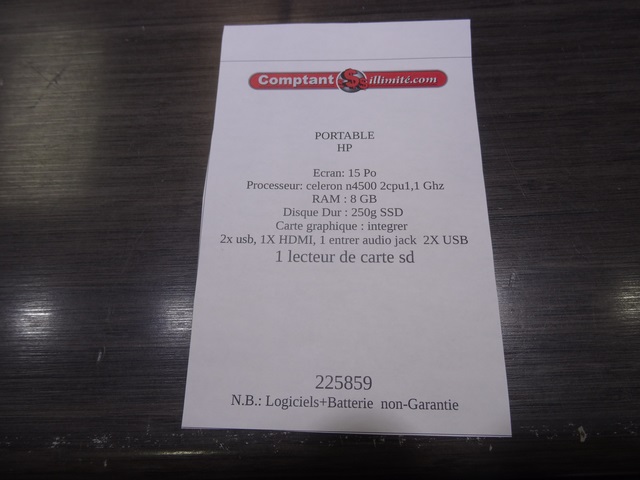 Comptant $ illimité.com
PORTABLE
HP
Ecran: 15 Po
Processeur: celeron n4500 2cpu1,1 Ghz
RAM : 8 GB
Disque Dur : 250g SSD
Carte graphique : integrer
2x usb, 1X HDMI, 1 entrer audio jack 2X USB
1 lecteur de carte sd
225859
N.B.: Logiciels+Batterie non-Garantie